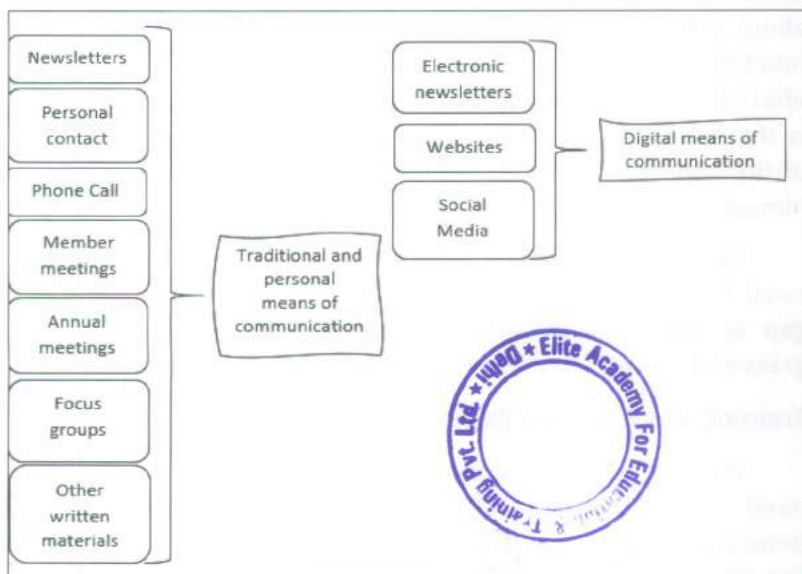 Newsletters
Personal
contact
Phone Call
Member
meetings
Annual
meetings
Focus
groups
Other
written
materials
Traditional and
personal
means of
communication
Electronic
newsletters
Websites
Social
Media
Digital means of
communication
Elite Academy For Education & Training Pvt. Ltd. ★ Delhi ★